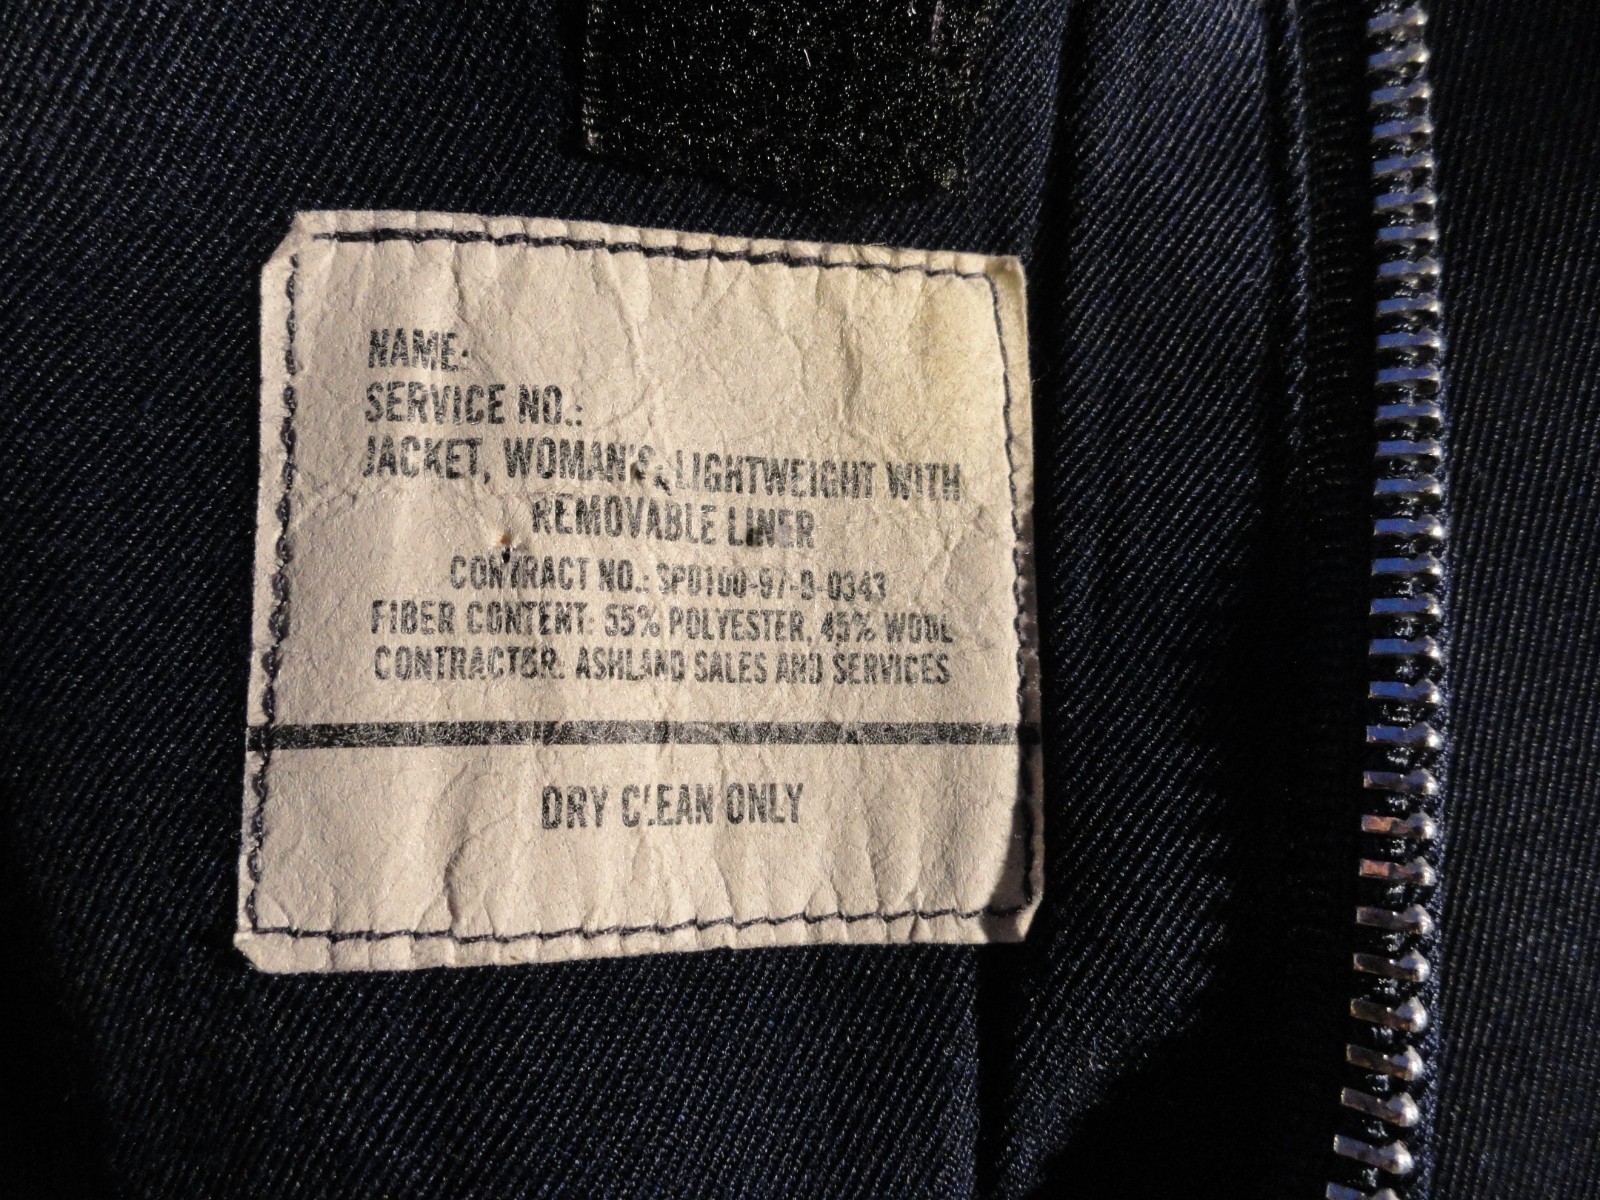 NAME:
SERVICE NO.:
JACKET, WOMAN'S, LIGHTWEIGHT WITH
REMOVABLE LINER
CONTRACT NO.: SP0100-97-D-0343
FIBER CONTENT: 55% POLYESTER, 45% WOOL
CONTRACTOR: ASHLAND SALES AND SERVICES
DRY CLEAN ONLY